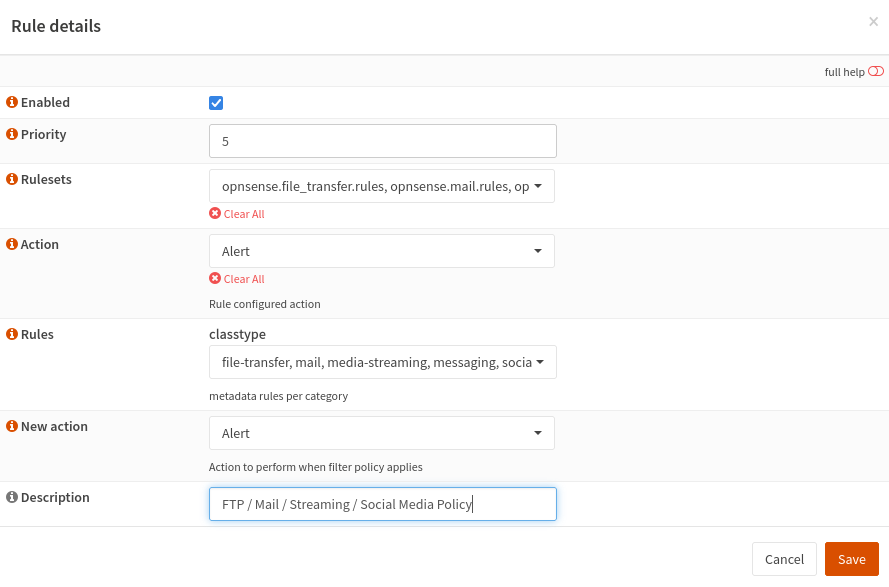 Rule details
×
full help
Enabled
Priority
5
Rulesets
opnsense.file_transfer.rules, opnsense.mail.rules, op
Clear All
Action
Alert
Clear All
Rule configured action
Rules
classtype
file-transfer, mail, media-streaming, messaging, socia
metadata rules per category
New action
Alert
Action to perform when filter policy applies
Description
FTP / Mail / Streaming / Social Media Policy
Cancel
Save